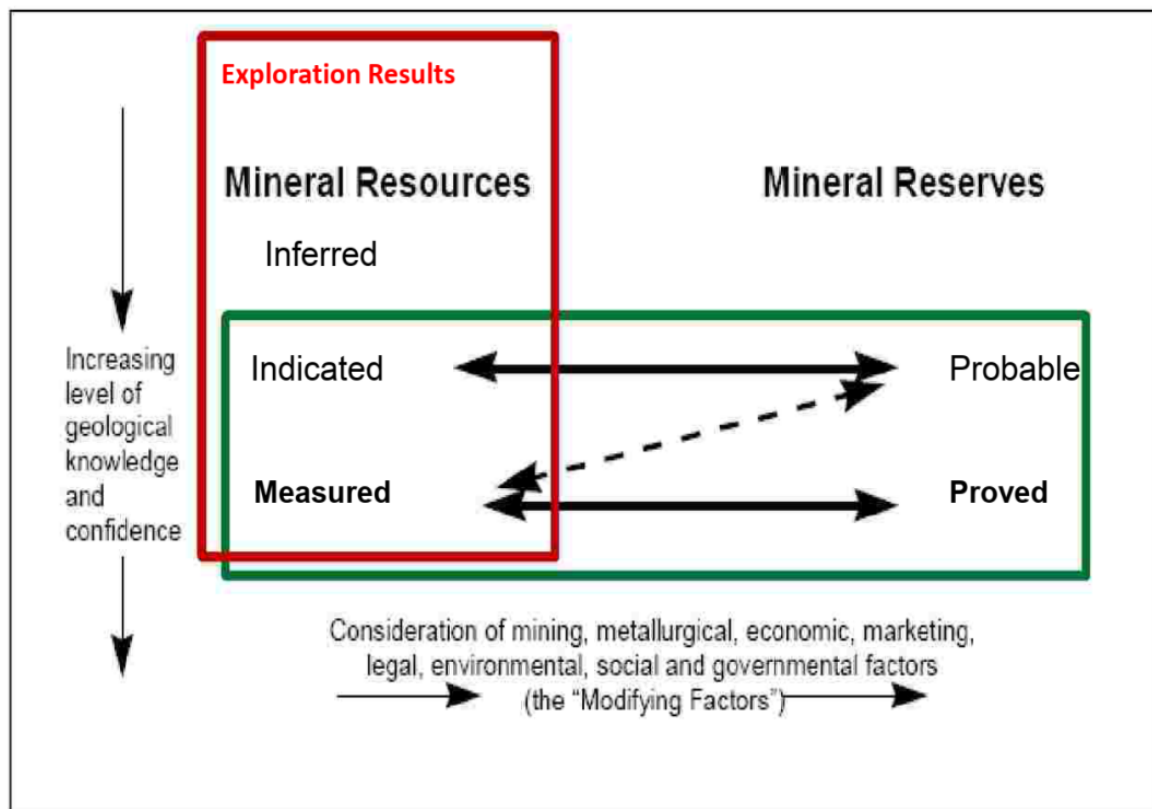 Exploration Results
Mineral Resources
Mineral Reserves
Inferred
Increasing
level of
geological
knowledge
and
confidence
Indicated
Probable
Measured
Proved
Consideration of mining, metallurgical, economic, marketing,
legal, environmental, social and governmental factors
(the “Modifying Factors”)